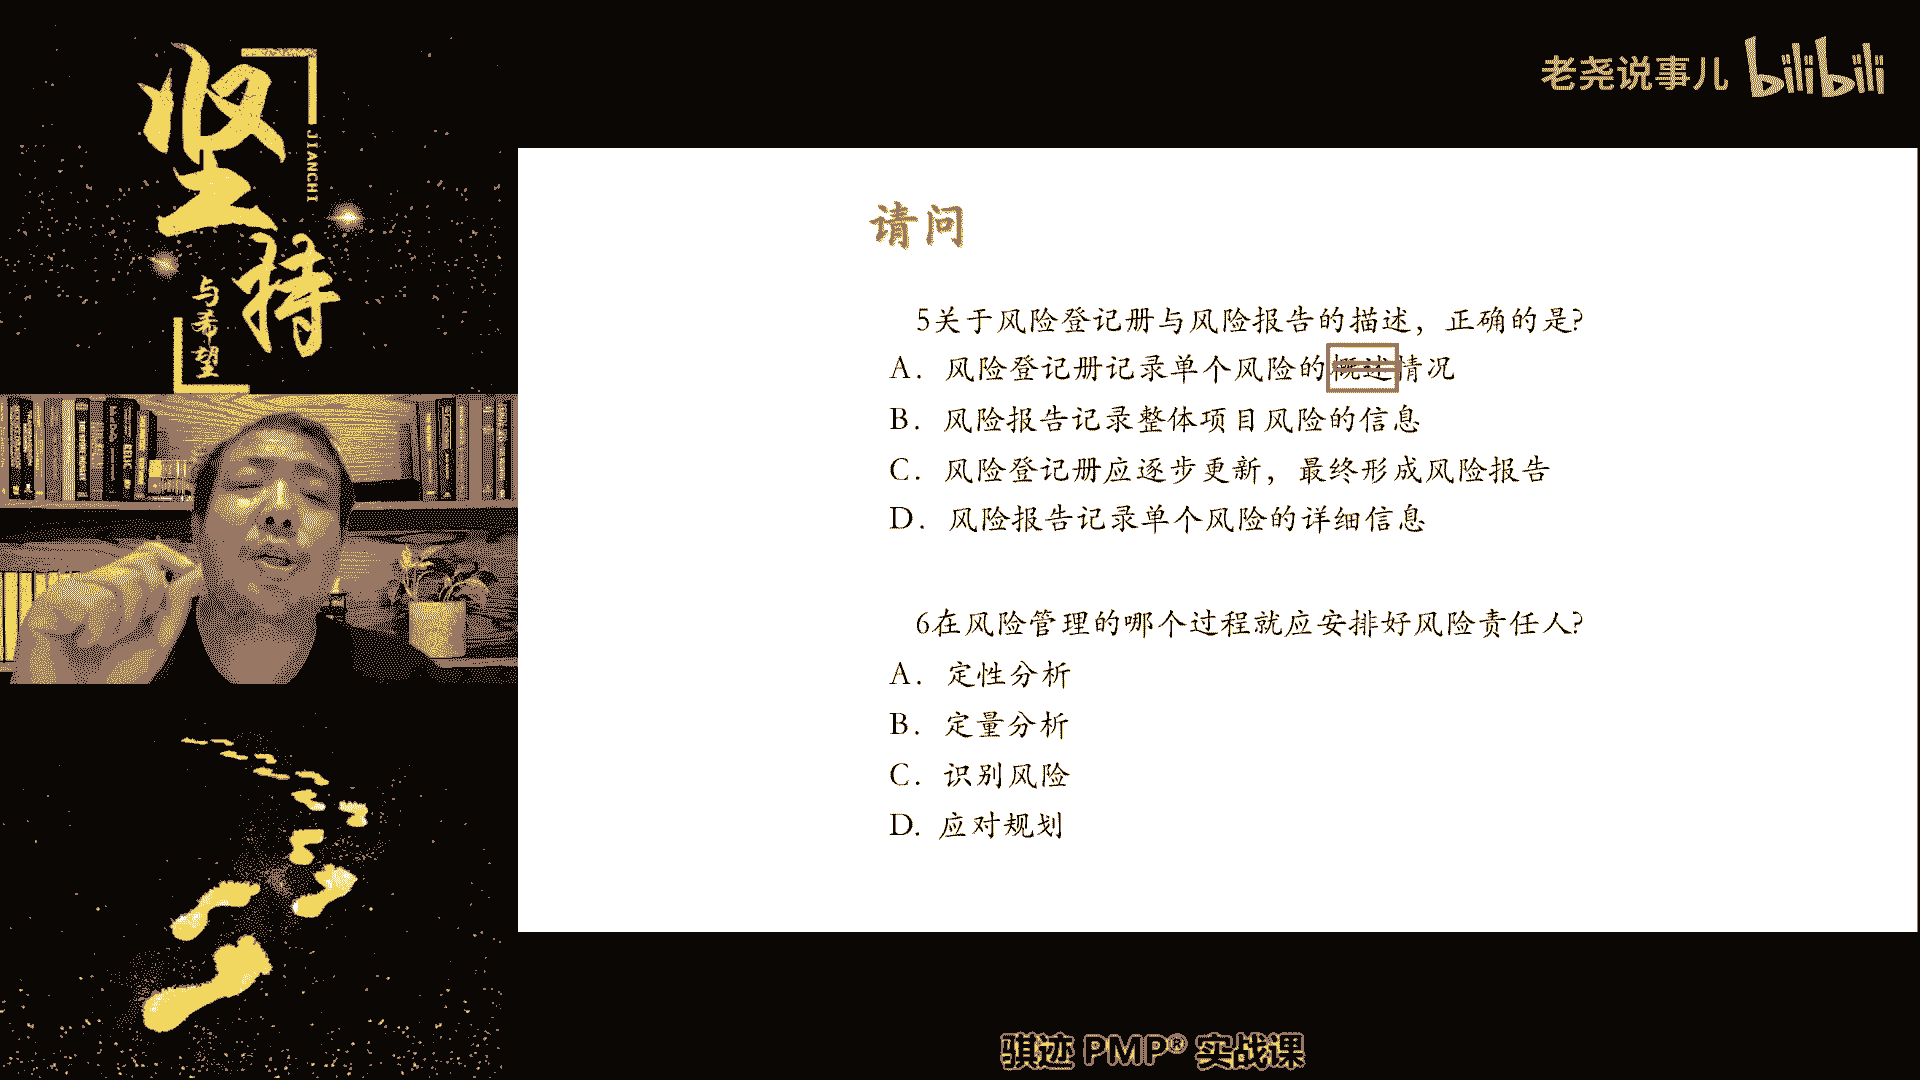 坚持
JIANCHI
与希望
老尧说事儿 bilibili
请问
5关于风险登记册与风险报告的描述，正确的是?
A. 风险登记册记录单个风险的概述情况
B. 风险报告记录整体项目风险的信息
C. 风险登记册应逐步更新，最终形成风险报告
D. 风险报告记录单个风险的详细信息
6在风险管理的哪个过程就应安排好风险责任人?
A. 定性分析
B. 定量分析
C. 识别风险
D. 应对规划
骐迹 PMP® 实战课